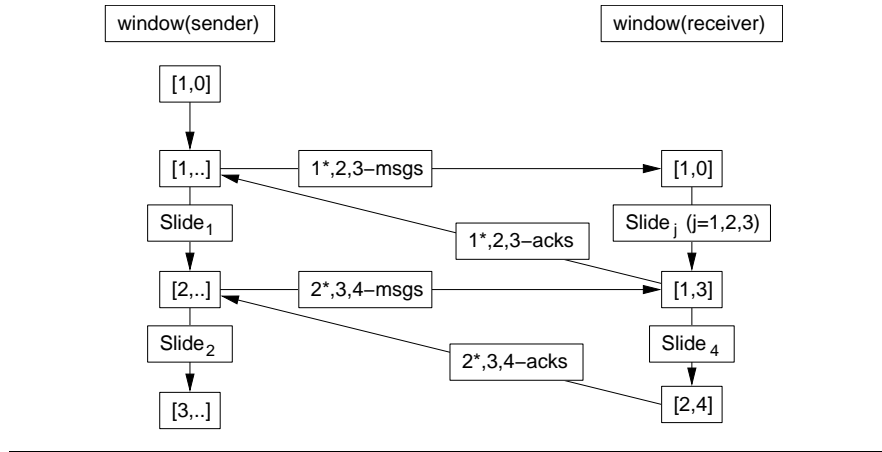 window(sender)
window(receiver)
[1,0]
[1,..]
1*,2,3−msgs
[1,0]
Slide1
Slidej (j=1,2,3)
1*,2,3−acks
[2,..]
2*,3,4−msgs
[1,3]
Slide2
Slide4
2*,3,4−acks
[3,..]
[2,4]